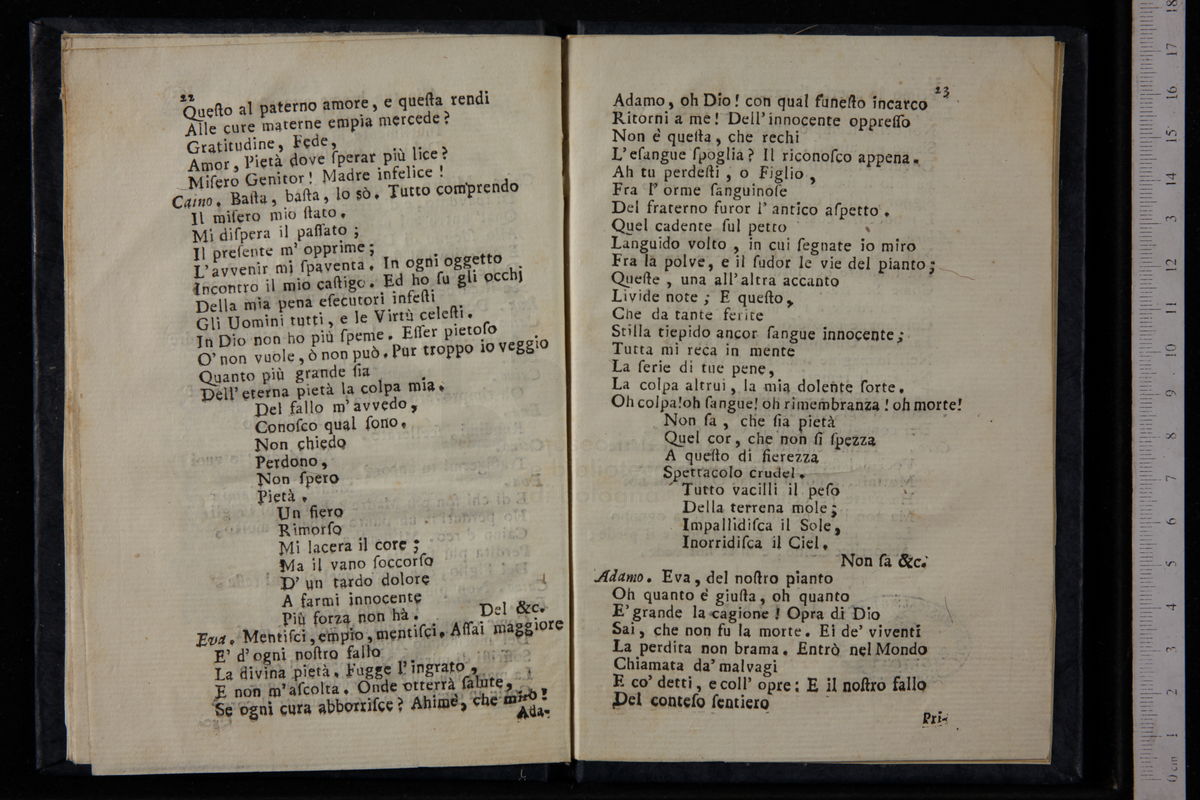 22
Queſto al paterno amore, e queſta rendi
Alle cure materne empia mercede?
Gratitudine, Fede,
Amor, Pietà dove ſperar più lice?
Miſero Genitor! Madre infelice!
Caino. Baſta, baſta, lo sò. Tutto comprendo
Il miſero mio ſtato.
Mi diſpera il paſſato;
Il preſente m' opprime;
L'avvenir mi ſpaventa. In ogni oggetto
Incontro il mio caſtigo. Ed ho ſu gli occhj
Della mia pena eſecutori infeſti
Gli Uomini tutti, e le Virtù celeſti.
In Dio non ho più ſpeme. Eſſer pietoſo
O' non vuole, ò non può. Pur troppo io veggio
Quanto più grande ſia
Dell' eterna pietà la colpa mia.
Del fallo m' avvedo,
Conoſco qual ſono.
Non chiedo
Perdono,
Non ſpero
Pietà.
Un fiero
Rimorſo
Mi lacera il core;
Ma il vano ſoccorſo
D' un tardo dolore
A farmi innocente
Più forza non hà. Del &c.
Eva. Mentiſci, empio, mentiſci. Aſſai maggiore
E' d' ogni noſtro fallo
La divina pietà. Fugge l' ingrato,
E non m' aſcolta. Onde otterrà ſalute,
Se ogni cura abborriſce? Ahimè, che miro!
Ada-
23
Adamo, oh Dio! con qual funeſto incarco
Ritorni a me! Dell' innocente oppreſſo
Non è queſta, che rechi
L' eſangue ſpoglia? Il riconoſco appena.
Ah tu perdeſti, o Figlio,
Fra l' orme ſanguinoſe
Del fraterno furor l' antico aſpetto.
Quel cadente ſul petto
Languido volto, in cui ſegnate io miro
Fra la polve, e il ſudor le vie del pianto;
Queſte, una all' altra accanto
Livide note; E queſto,
Che da tante ferite
Stilla tiepido ancor ſangue innocente;
Tutta mi reca in mente
La ſerie di tue pene,
La colpa altrui, la mia dolente ſorte.
Oh colpa! oh ſangue! oh rimembranza! oh morte!
Non ſa, che ſia pietà
Quel cor, che non ſi ſpezza
A queſto di fierezza
Spettacolo crudel.
Tutto vacilli il peſo
Della terrena mole;
Impallidiſca il Sole,
Inorridiſca il Ciel.
Non ſa &c.
Adamo. Eva, del noſtro pianto
Oh quanto è giuſta, oh quanto
E' grande la cagione! Opra di Dio
Sai, che non fu la morte. Ei de' viventi
La perdita non brama. Entrò nel Mondo
Chiamata da' malvagi
E co' detti, e coll' opre: E il noſtro fallo
Del conteſo ſentiero
Pri-